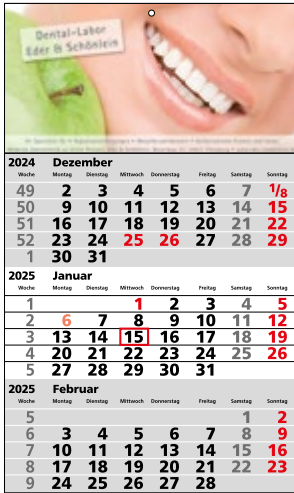 Dental-Labor
Eder & Schönlein
2024 Dezember
Woche Montag Dienstag Mittwoch Donnerstag Freitag Samstag Sonntag
49 2 3 4 5 6 7 1/8
50 9 10 11 12 13 14 15
51 16 17 18 19 20 21 22
52 23 24 25 26 27 28 29
1 30 31
2025 Januar
Woche Montag Dienstag Mittwoch Donnerstag Freitag Samstag Sonntag
1 1 2 3 4 5
2 6 7 8 9 10 11 12
3 13 14 15 16 17 18 19
4 20 21 22 23 24 25 26
5 27 28 29 30 31
2025 Februar
Woche Montag Dienstag Mittwoch Donnerstag Freitag Samstag Sonntag
5 1 2
6 3 4 5 6 7 8 9
7 10 11 12 13 14 15 16
8 17 18 19 20 21 22 23
9 24 25 26 27 28